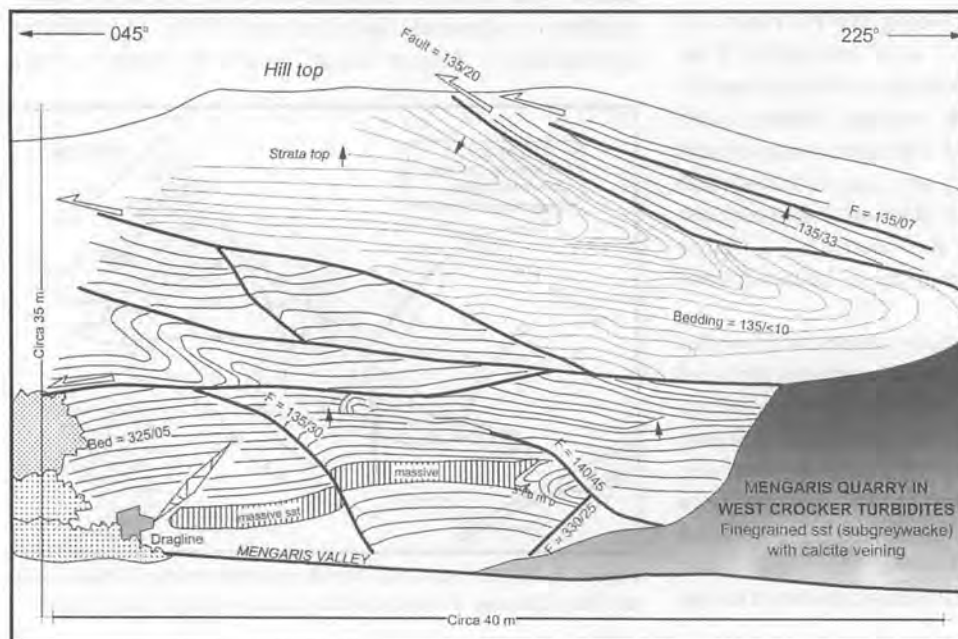 045°
225°
Hill top
Fault = 135/20
Strata top
F = 135/07
135/33
Circa 35 m
Bedding = 135/<10
F = 135/30
Bed = 325/05
massive
F = 140/45
massive sst
F = 330/25
Dragline
MENGARIS VALLEY
MENGARIS QUARRY IN
WEST CROCKER TURBIDITES
Finegrained sst (subgreywacke)
with calcite veining
Circa 40 m